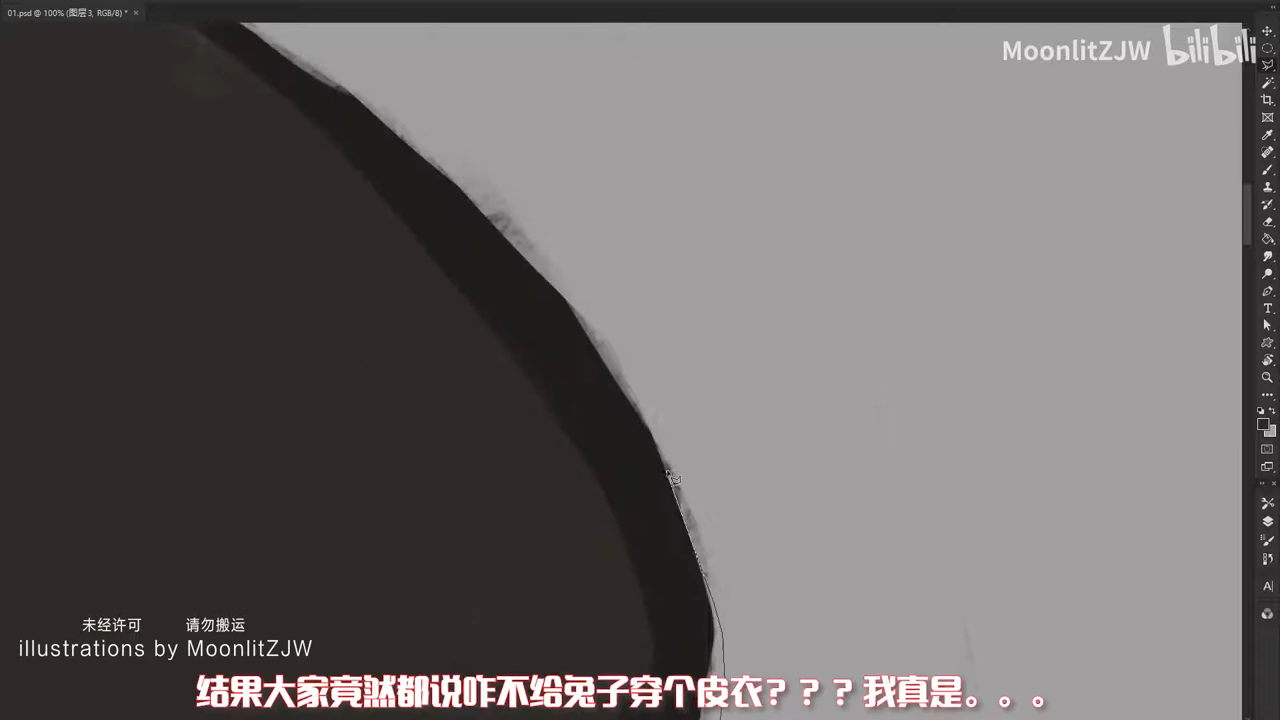 01.psd @ 100% (图层 3, RGB/8) *
MoonlitZJW bilibili
未经许可 请勿搬运
illustrations by MoonlitZJW
结果大家竟然都说咋不给兔子穿个皮衣？？？我真是。。。